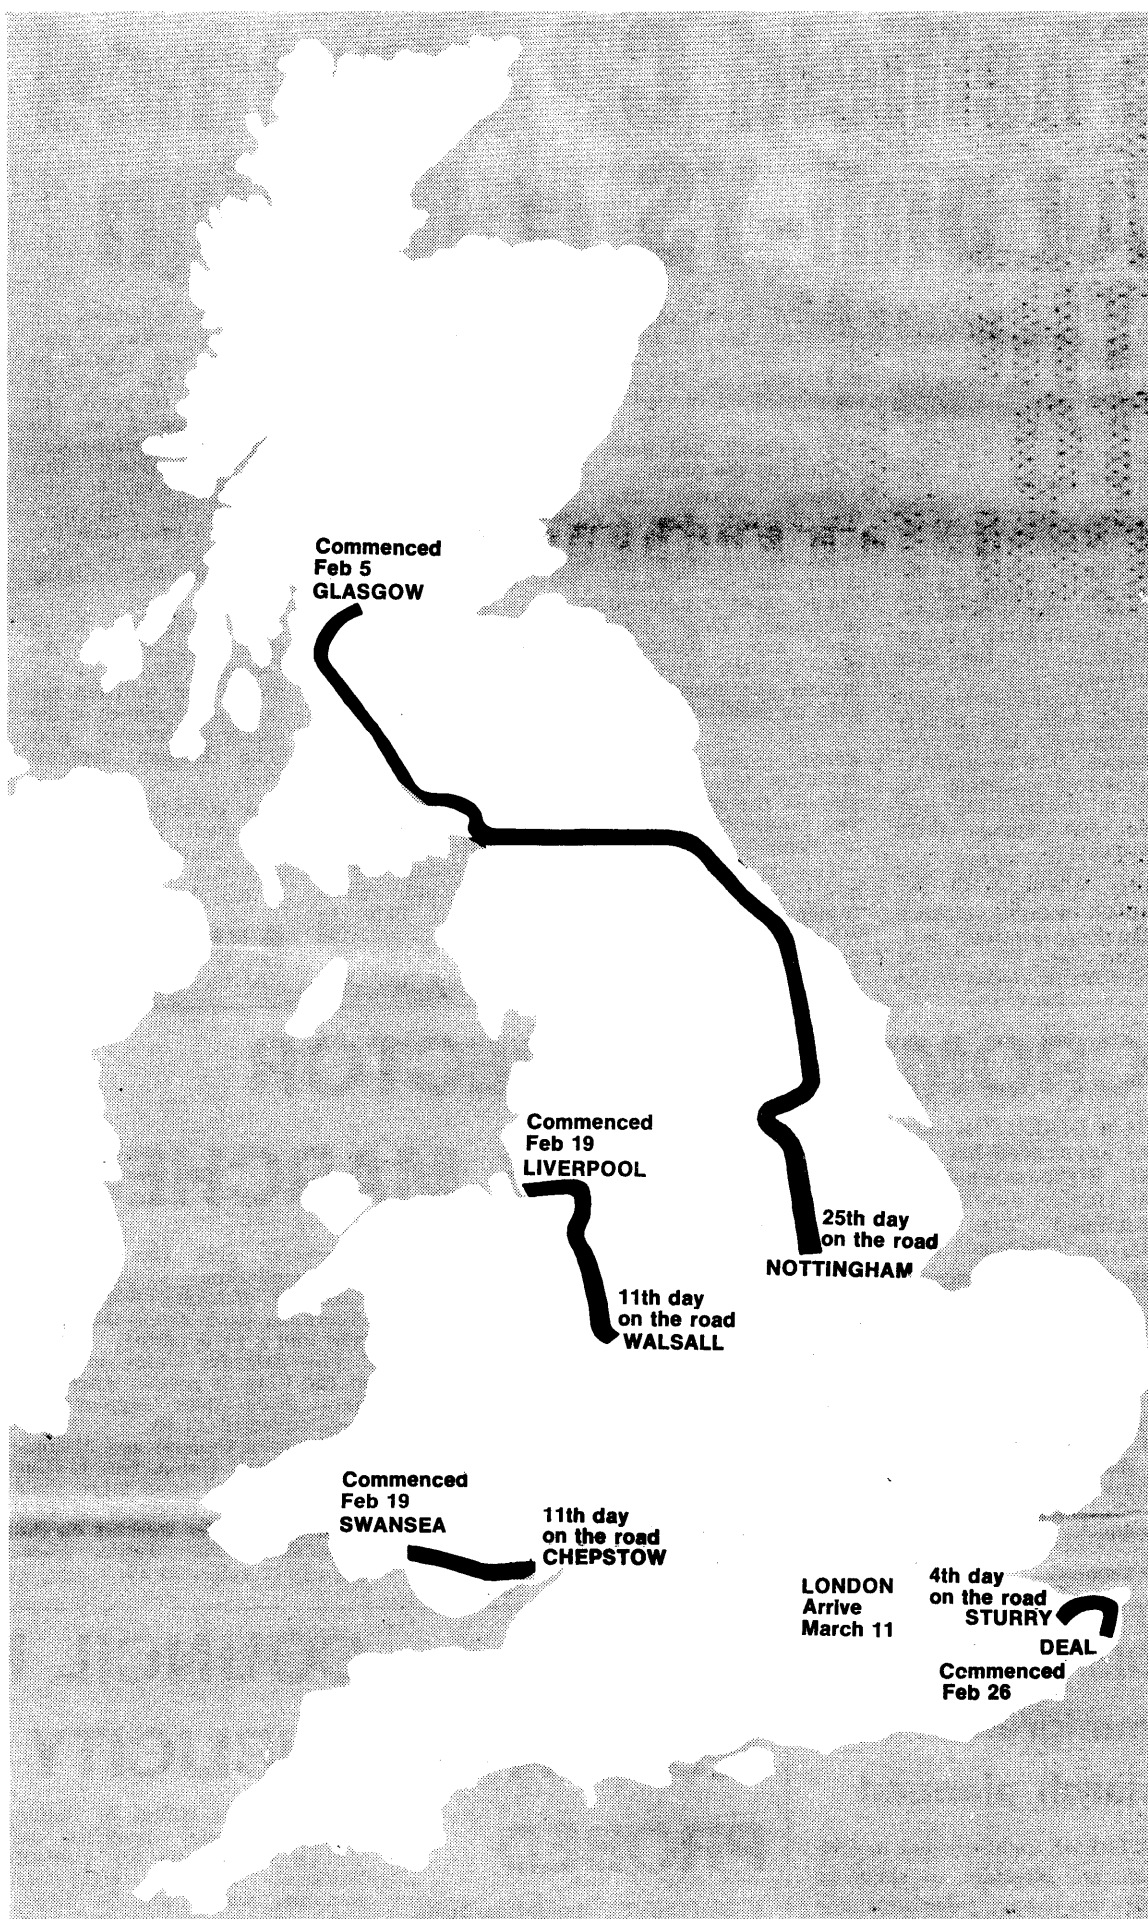 Commenced
Feb 5
GLASGOW
Commenced
Feb 19
LIVERPOOL
25th day
on the road
NOTTINGHAM
11th day
on the road
WALSALL
Commenced
Feb 19
SWANSEA
11th day
on the road
CHEPSTOW
LONDON
Arrive
March 11
4th day
on the road
STURRY
DEAL
Commenced
Feb 26